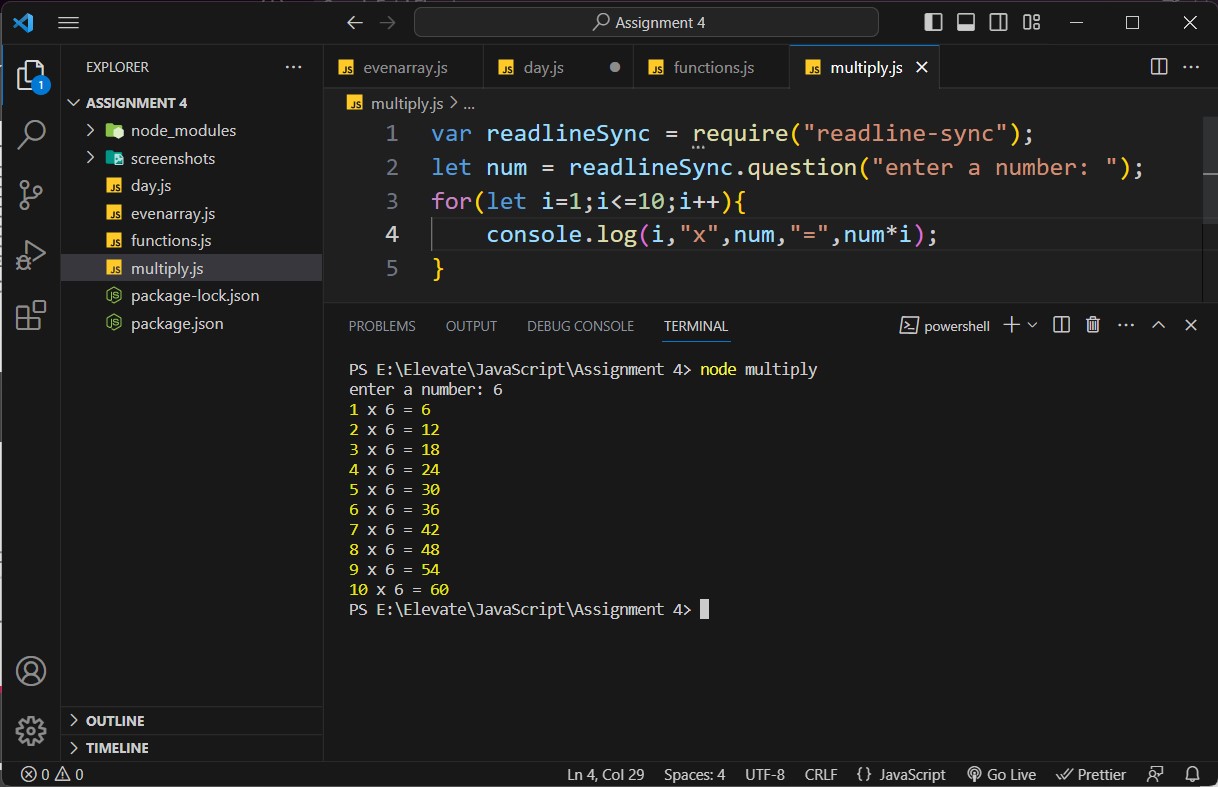 Assignment 4
1
EXPLORER
ASSIGNMENT 4
node_modules
screenshots
day.js
evenarray.js
functions.js
multiply.js
package-lock.json
package.json
OUTLINE
TIMELINE
evenarray.js day.js functions.js multiply.js
multiply.js > ...
1 var readlineSync = require("readline-sync");
2 let num = readlineSync.question("enter a number: ");
3 for(let i=1;i<=10;i++){
4     console.log(i,"x",num,"=",num*i);
5 }
PROBLEMS OUTPUT DEBUG CONSOLE TERMINAL powershell
PS E:\Elevate\JavaScript\Assignment 4> node multiply
enter a number: 6
1 x 6 = 6
2 x 6 = 12
3 x 6 = 18
4 x 6 = 24
5 x 6 = 30
6 x 6 = 36
7 x 6 = 42
8 x 6 = 48
9 x 6 = 54
10 x 6 = 60
PS E:\Elevate\JavaScript\Assignment 4>
0 0 Ln 4, Col 29 Spaces: 4 UTF-8 CRLF {} JavaScript Go Live Prettier